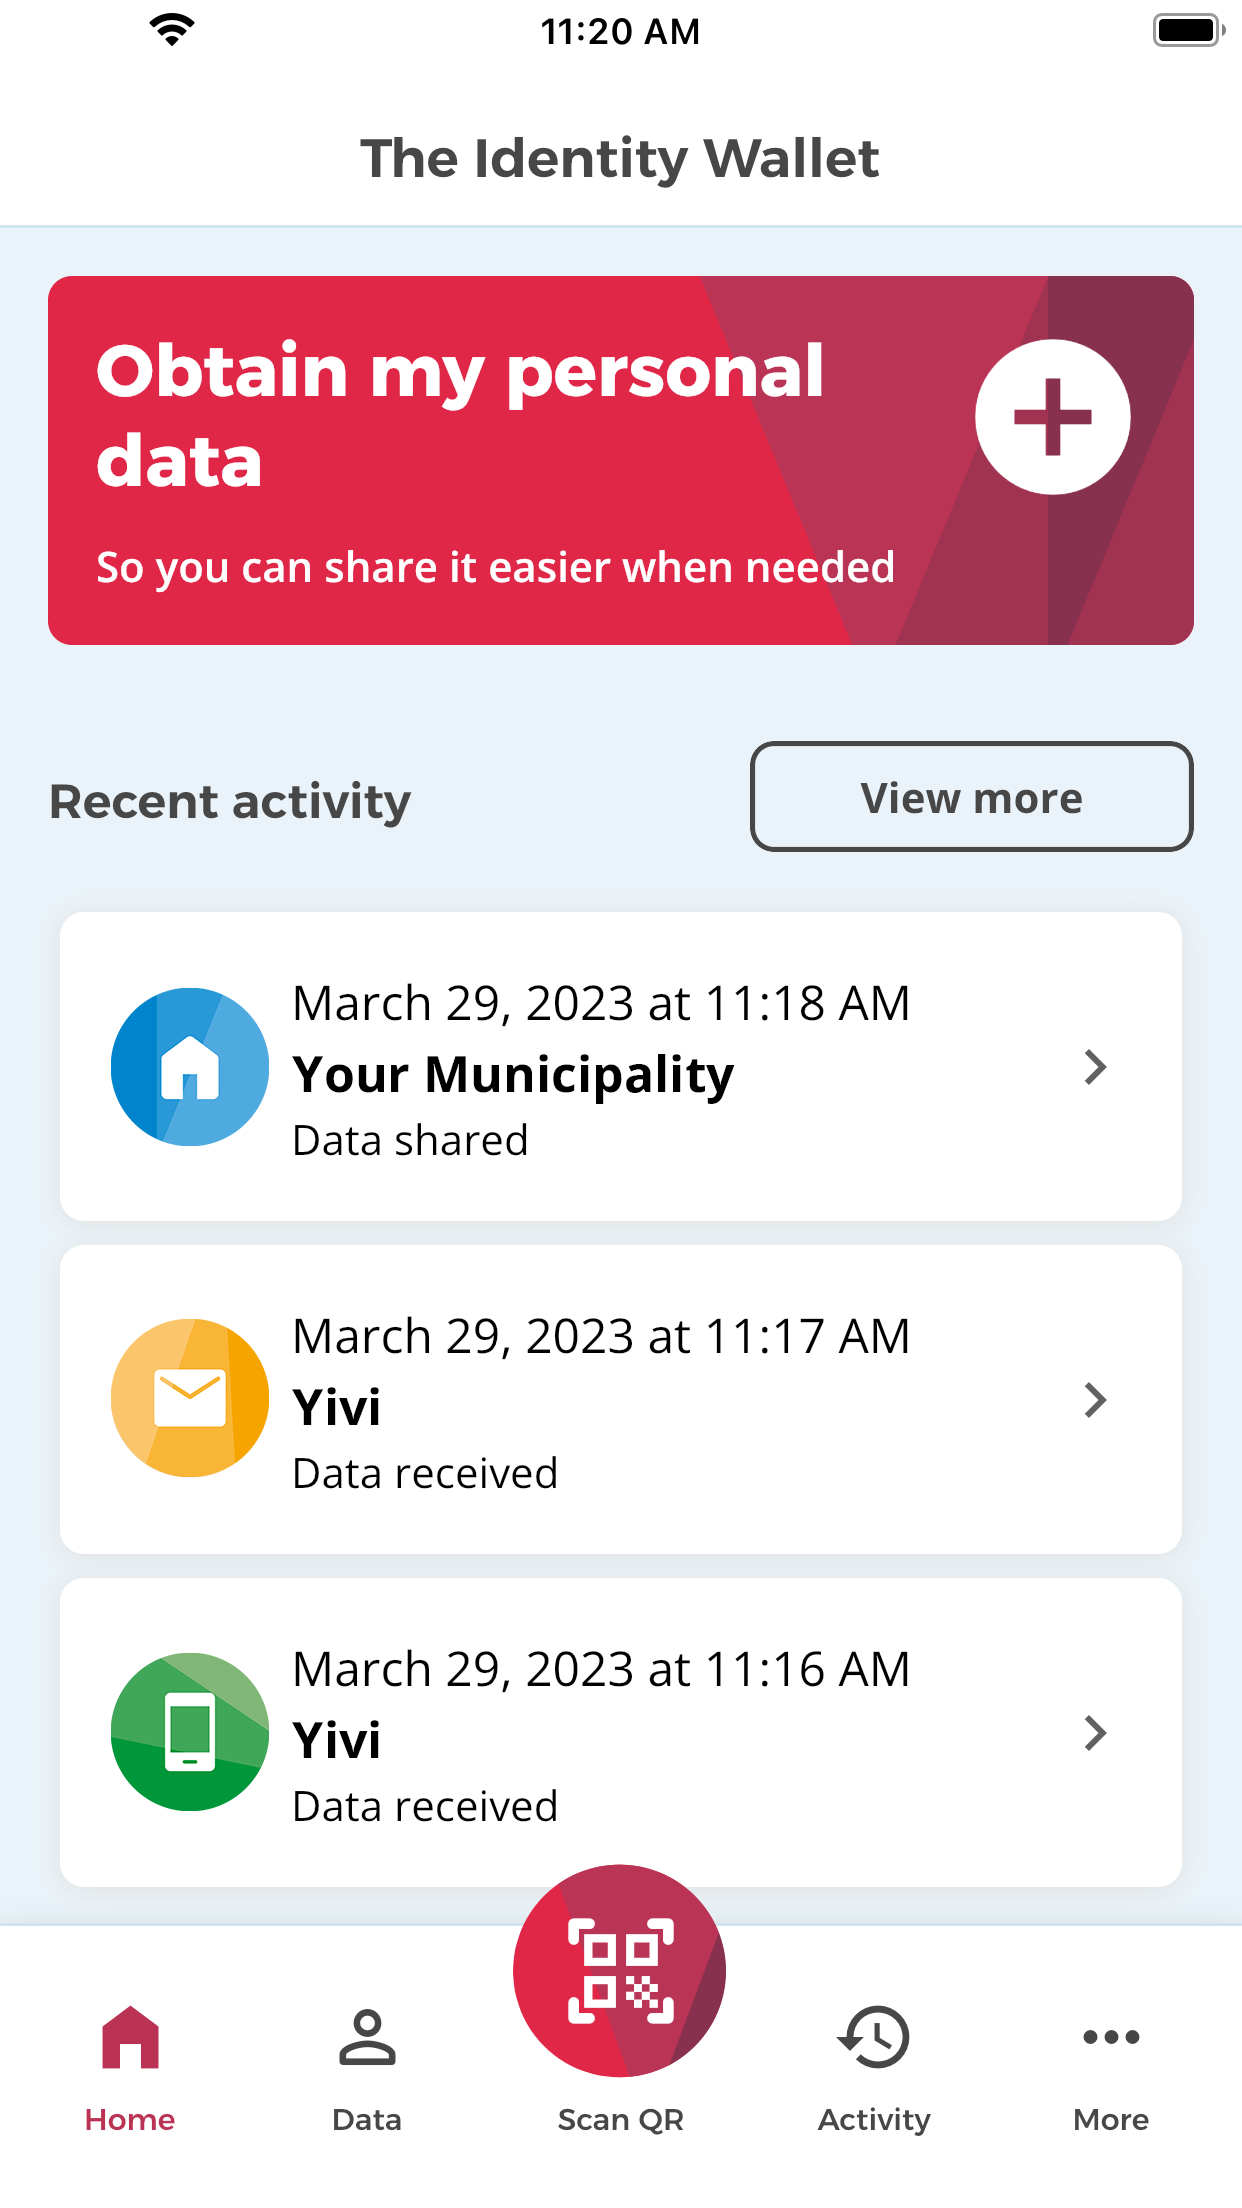 11:20 AM
The Identity Wallet
Obtain my personal
data
So you can share it easier when needed
Recent activity
View more
March 29, 2023 at 11:18 AM
Your Municipality
Data shared
March 29, 2023 at 11:17 AM
Yivi
Data received
March 29, 2023 at 11:16 AM
Yivi
Data received
Home
Data
Scan QR
Activity
More